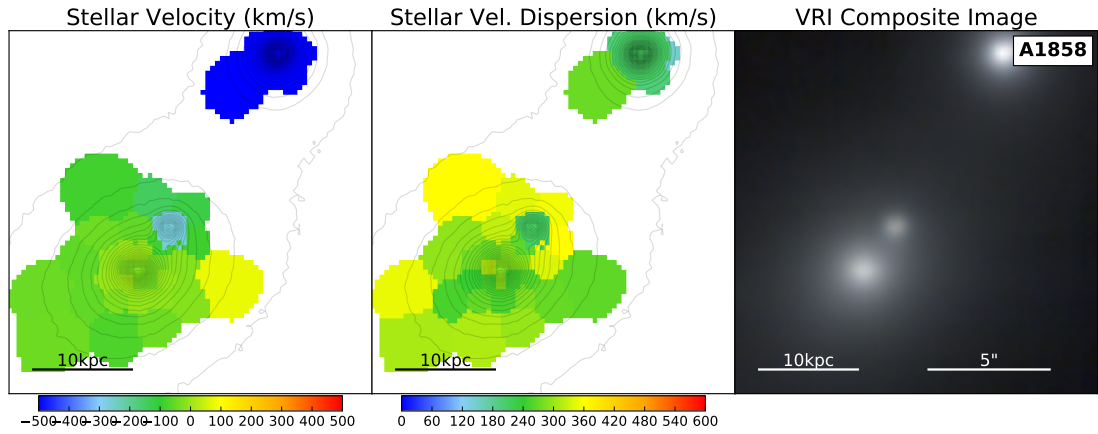 Stellar Velocity (km/s)
Stellar Vel. Dispersion (km/s)
VRI Composite Image
A1858
10kpc
10kpc
10kpc
5"
−500−400−300−200−100 0 100 200 300 400 500
0 60 120 180 240 300 360 420 480 540 600